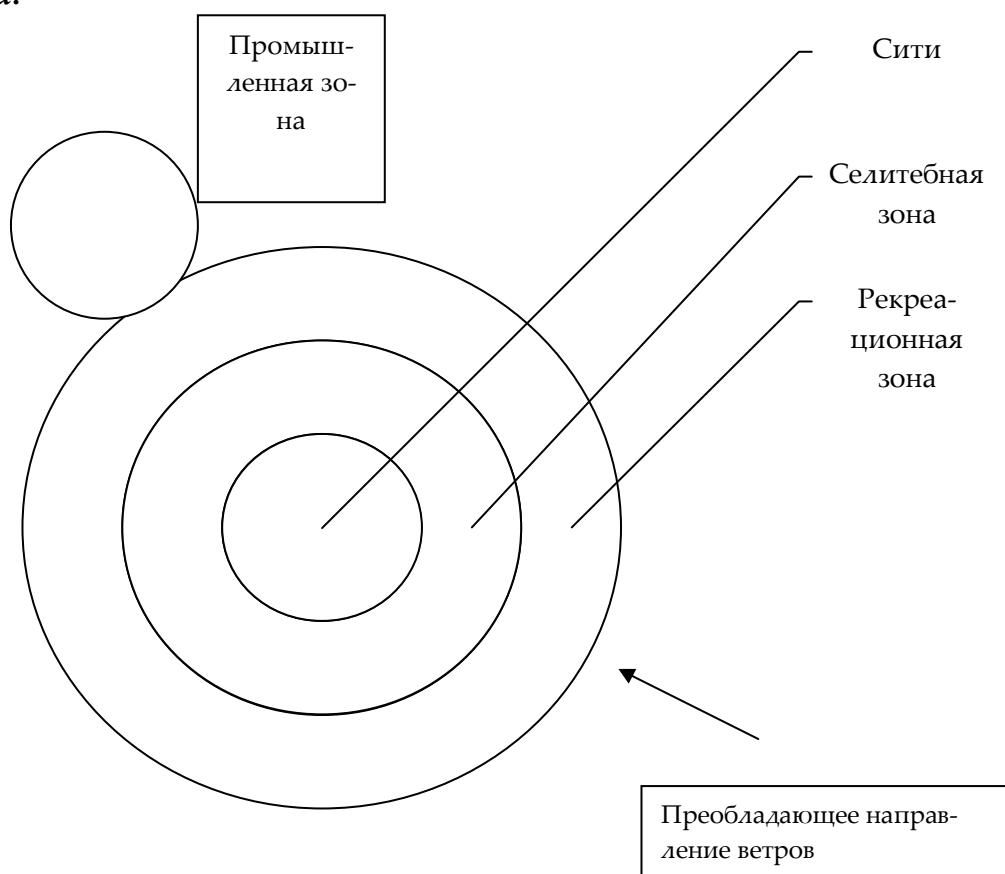 Промыш-
ленная зо-
на
Сити
Селитебная
зона
Рекреа-
ционная
зона
Преобладающее направ-
ление ветров